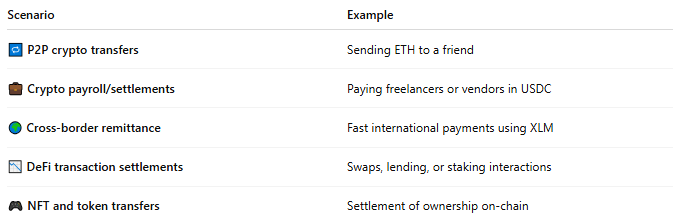 Scenario Example
P2P crypto transfers Sending ETH to a friend
Crypto payroll/settlements Paying freelancers or vendors in USDC
Cross-border remittance Fast international payments using XLM
DeFi transaction settlements Swaps, lending, or staking interactions
NFT and token transfers Settlement of ownership on-chain